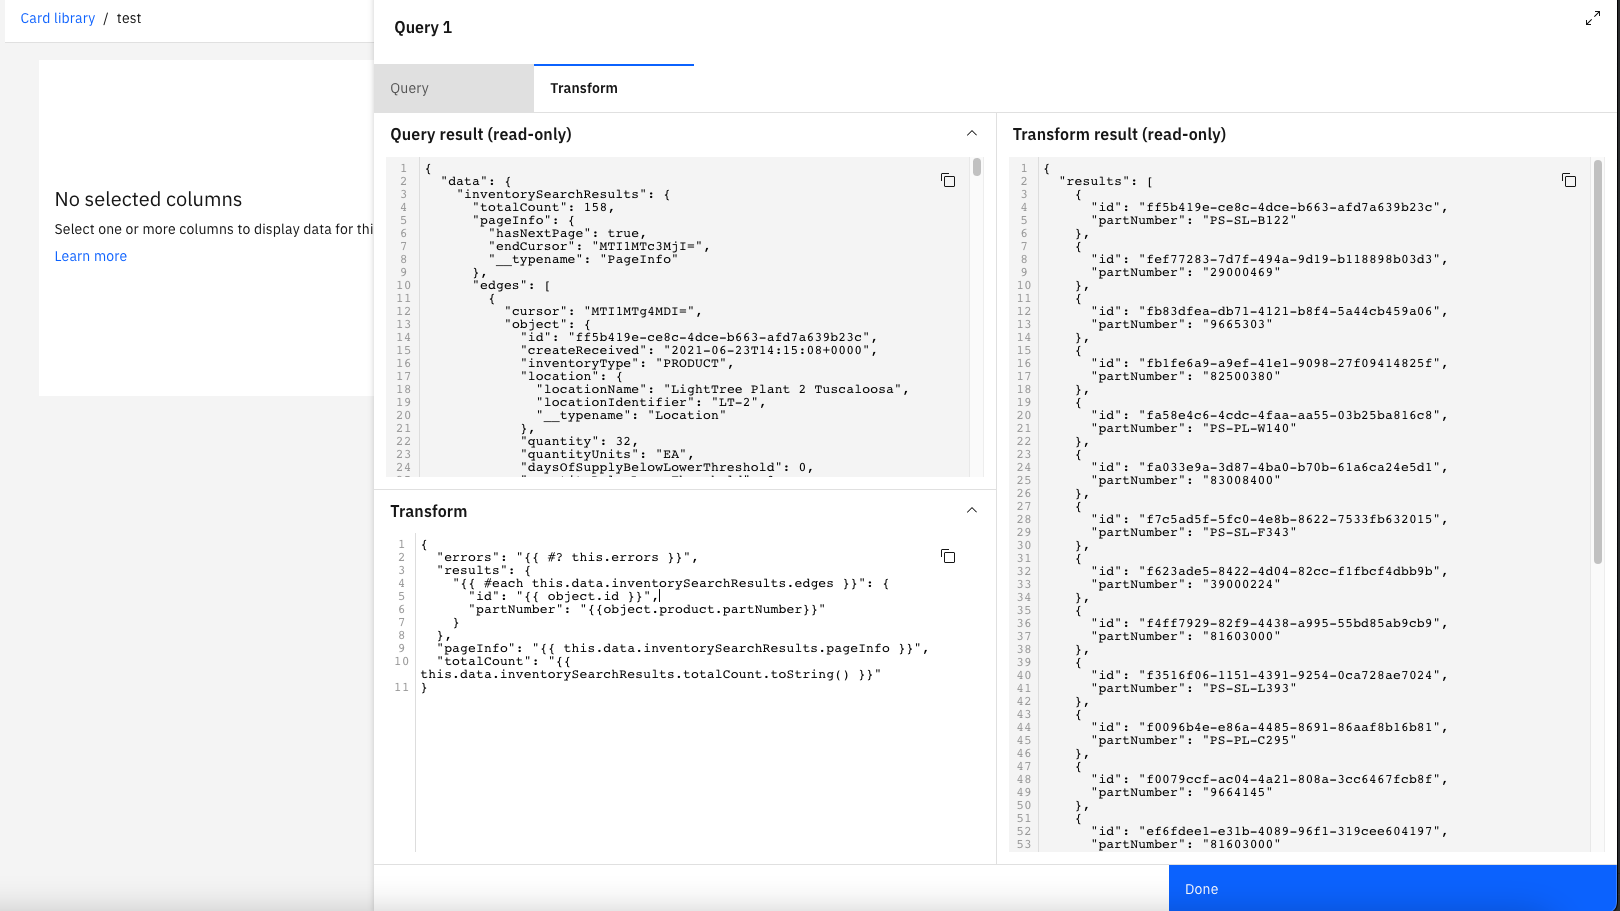 Card library / test
No selected columns
Select one or more columns to display data for thi
Learn more
Query 1
Query
Transform
Query result (read-only)
1 {
2 "data": {
3 "inventorySearchResults": {
4 "totalCount": 158,
5 "pageInfo": {
6 "hasNextPage": true,
7 "endCursor": "MTI1MTc3MjI=",
8 "__typename": "PageInfo"
9 },
10 "edges": [
11 {
12 "cursor": "MTI1MTg4MDI=",
13 "object": {
14 "id": "ff5b419e-ce8c-4dce-b663-afd7a639b23c",
15 "createReceived": "2021-06-23T14:15:08+0000",
16 "inventoryType": "PRODUCT",
17 "location": {
18 "locationName": "LightTree Plant 2 Tuscaloosa",
19 "locationIdentifier": "LT-2",
20 "__typename": "Location"
21 },
22 "quantity": 32,
23 "quantityUnits": "EA",
24 "daysOfSupplyBelowLowerThreshold": 0,
Transform
1 {
2 "errors": "{{ #? this.errors }}",
3 "results": {
4 "{{ #each this.data.inventorySearchResults.edges }}": {
5 "id": "{{ object.id }}",
6 "partNumber": "{{object.product.partNumber}}"
7 }
8 },
9 "pageInfo": "{{ this.data.inventorySearchResults.pageInfo }}",
10 "totalCount": "{{
this.data.inventorySearchResults.totalCount.toString() }}"
11 }
Transform result (read-only)
1 {
2 "results": [
3 {
4 "id": "ff5b419e-ce8c-4dce-b663-afd7a639b23c",
5 "partNumber": "PS-SL-B122"
6 },
7 {
8 "id": "fef77283-7d7f-494a-9d19-b118898b03d3",
9 "partNumber": "29000469"
10 },
11 {
12 "id": "fb83dfea-db71-4121-b8f4-5a44cb459a06",
13 "partNumber": "9665303"
14 },
15 {
16 "id": "fb1fe6a9-a9ef-41e1-9098-27f09414825f",
17 "partNumber": "82500380"
18 },
19 {
20 "id": "fa58e4c6-4cdc-4faa-aa55-03b25ba816c8",
21 "partNumber": "PS-PL-W140"
22 },
23 {
24 "id": "fa033e9a-3d87-4ba0-b70b-61a6ca24e5d1",
25 "partNumber": "83008400"
26 },
27 {
28 "id": "f7c5ad5f-5fc0-4e8b-8622-7533fb632015",
29 "partNumber": "PS-SL-F343"
30 },
31 {
32 "id": "f623ade5-8422-4d04-82cc-f1fbcf4dbb9b",
33 "partNumber": "39000224"
34 },
35 {
36 "id": "f4ff7929-82f9-4438-a995-55bd85ab9cb9",
37 "partNumber": "81603000"
38 },
39 {
40 "id": "f3516f06-1151-4391-9254-0ca728ae7024",
41 "partNumber": "PS-SL-L393"
42 },
43 {
44 "id": "f0096b4e-e86a-4485-8691-86aaf8b16b81",
45 "partNumber": "PS-PL-C295"
46 },
47 {
48 "id": "f0079ccf-ac04-4a21-808a-3cc6467fcb8f",
49 "partNumber": "9664145"
50 },
51 {
52 "id": "ef6fdee1-e31b-4089-96f1-319cee604197",
53 "partNumber": "81603000"
Done